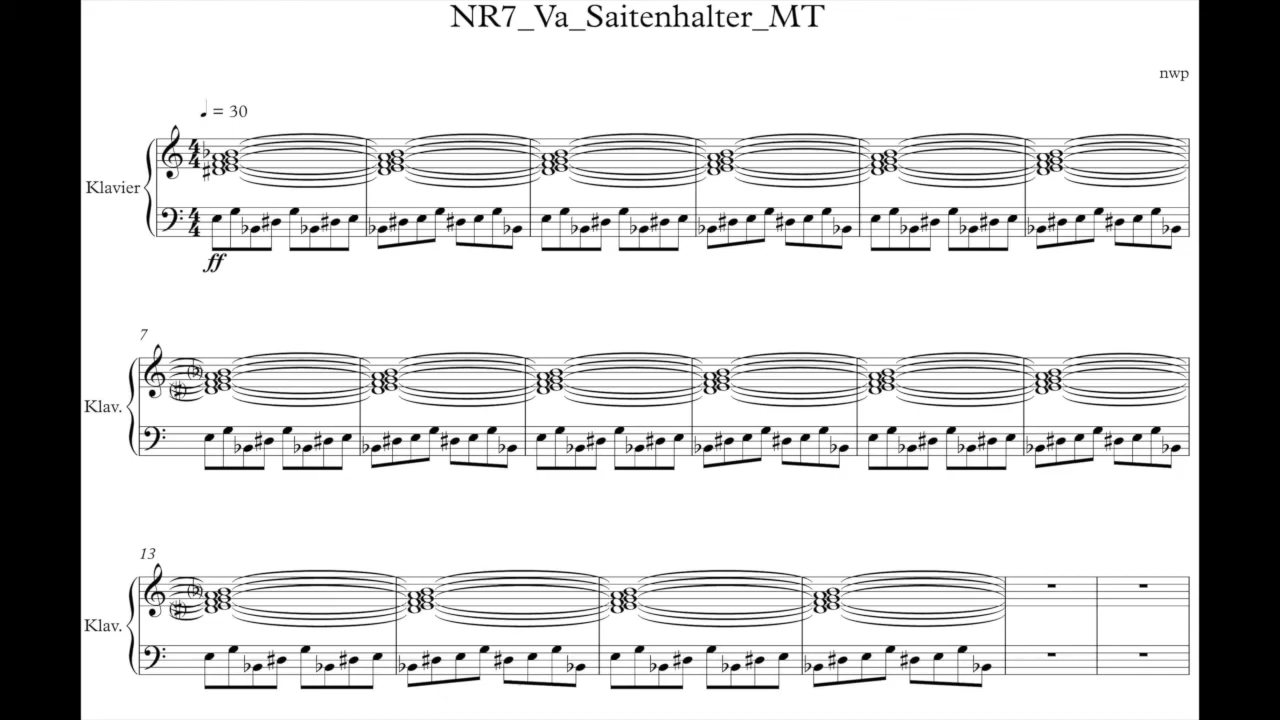 NR7_Va_Saitenhalter_MT
nwp
♩ = 30
Klavier
ff
7
Klav.
13
Klav.